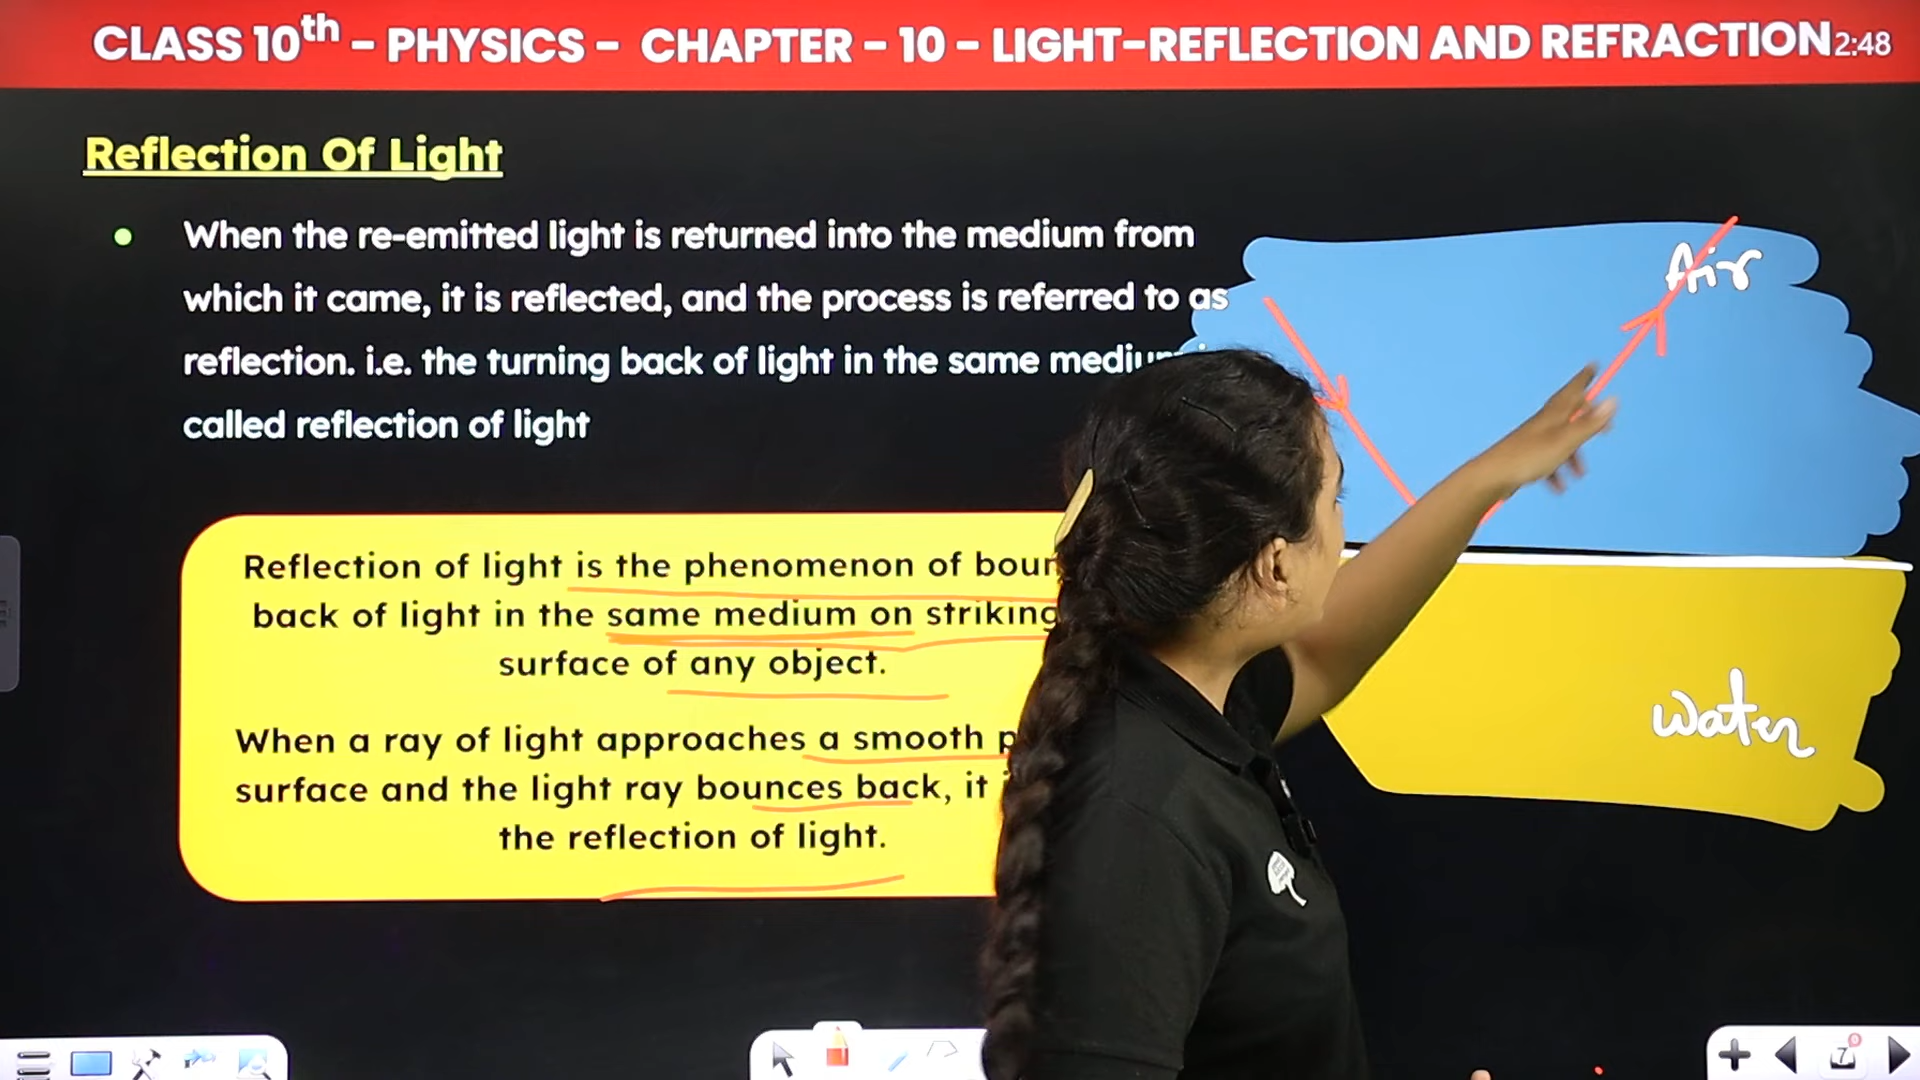 CLASS 10th - PHYSICS - CHAPTER - 10 - LIGHT-REFLECTION AND REFRACTION 2:48
Reflection Of Light
When the re-emitted light is returned into the medium from
which it came, it is reflected, and the process is referred to as
reflection. i.e. the turning back of light in the same medium
called reflection of light
Air
Reflection of light is the phenomenon of
back of light in the same medium on striking
surface of any object.
When a ray of light approaches a smooth
surface and the light ray bounces back, it
the reflection of light.
Water
7